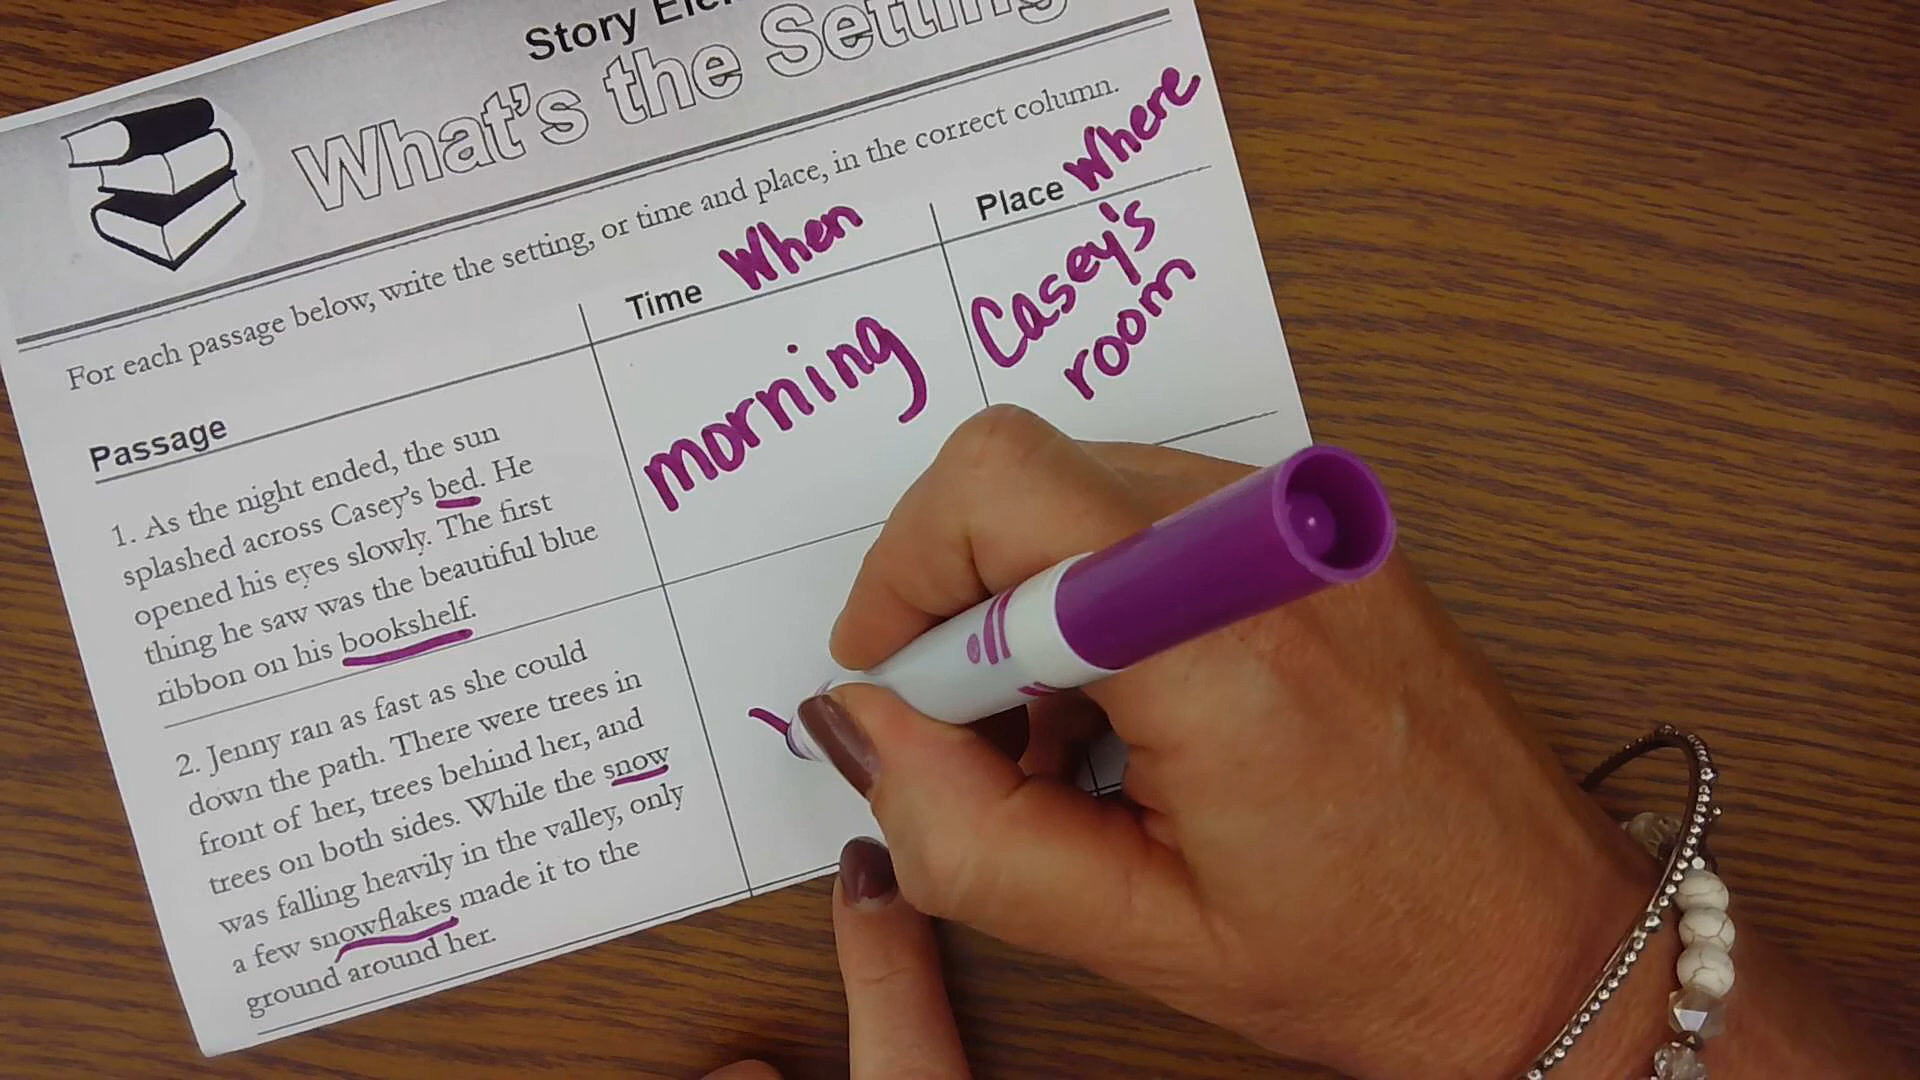 Story
What's the Setting
For each passage below, write the setting, or time and place, in the correct column.
Passage
Time When
Place Where
1. As the night ended, the sun
splashed across Casey's bed. He
opened his eyes slowly. The first
thing he saw was the beautiful blue
ribbon on his bookshelf.
morning
Casey's
room
2. Jenny ran as fast as she could
down the path. There were trees in
front of her, trees behind her, and
trees on both sides. While the snow
was falling heavily in the valley, only
a few snowflakes made it to the
ground around her.